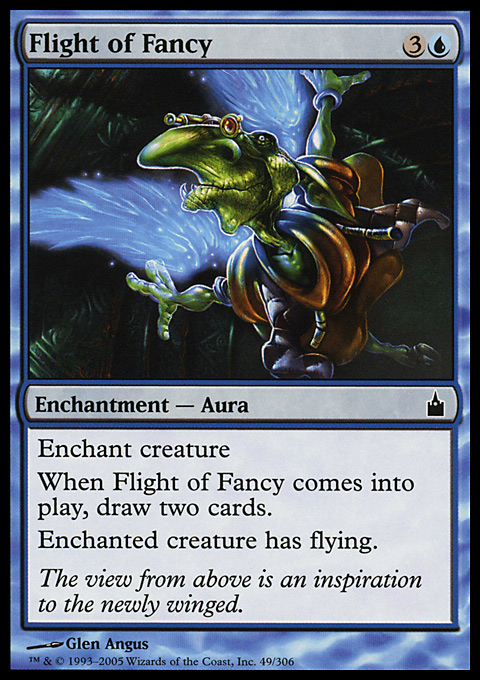 Flight of Fancy 3
Enchantment — Aura
Enchant creature
When Flight of Fancy comes into
play, draw two cards.
Enchanted creature has flying.
The view from above is an inspiration
to the newly winged.
Glen Angus
™ & © 1993–2005 Wizards of the Coast, Inc. 49/306